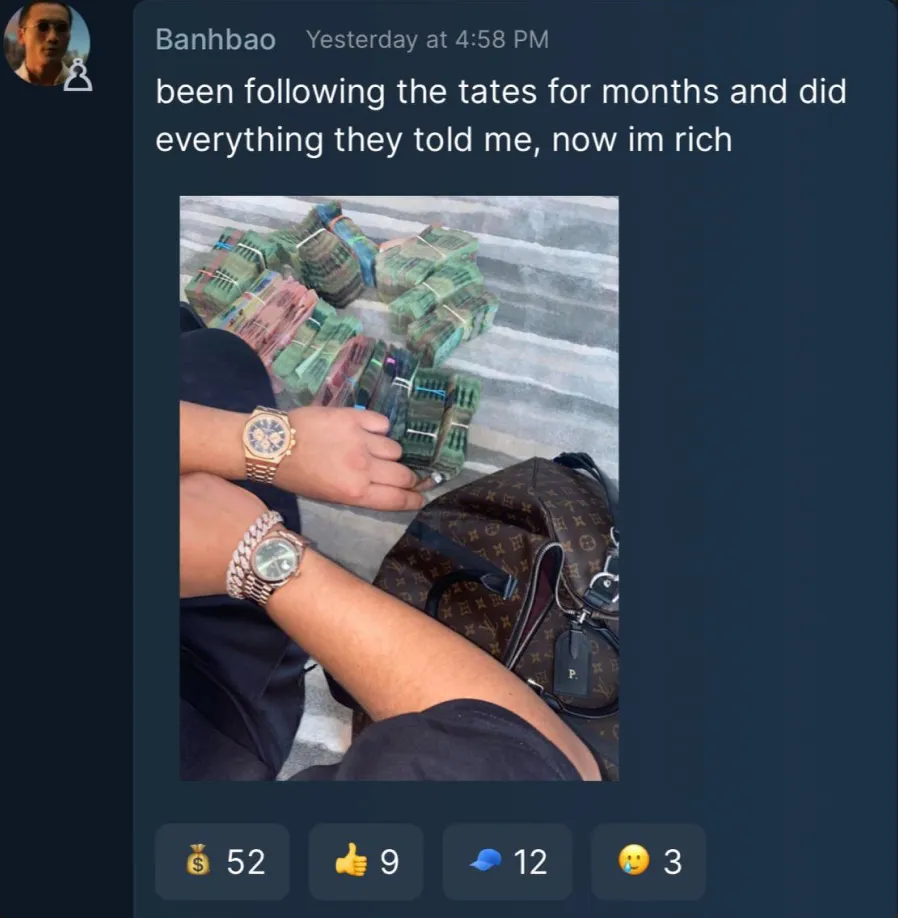 Banhbao Yesterday at 4:58 PM
been following the tates for months and did
everything they told me, now im rich
P.
52 9 12 3